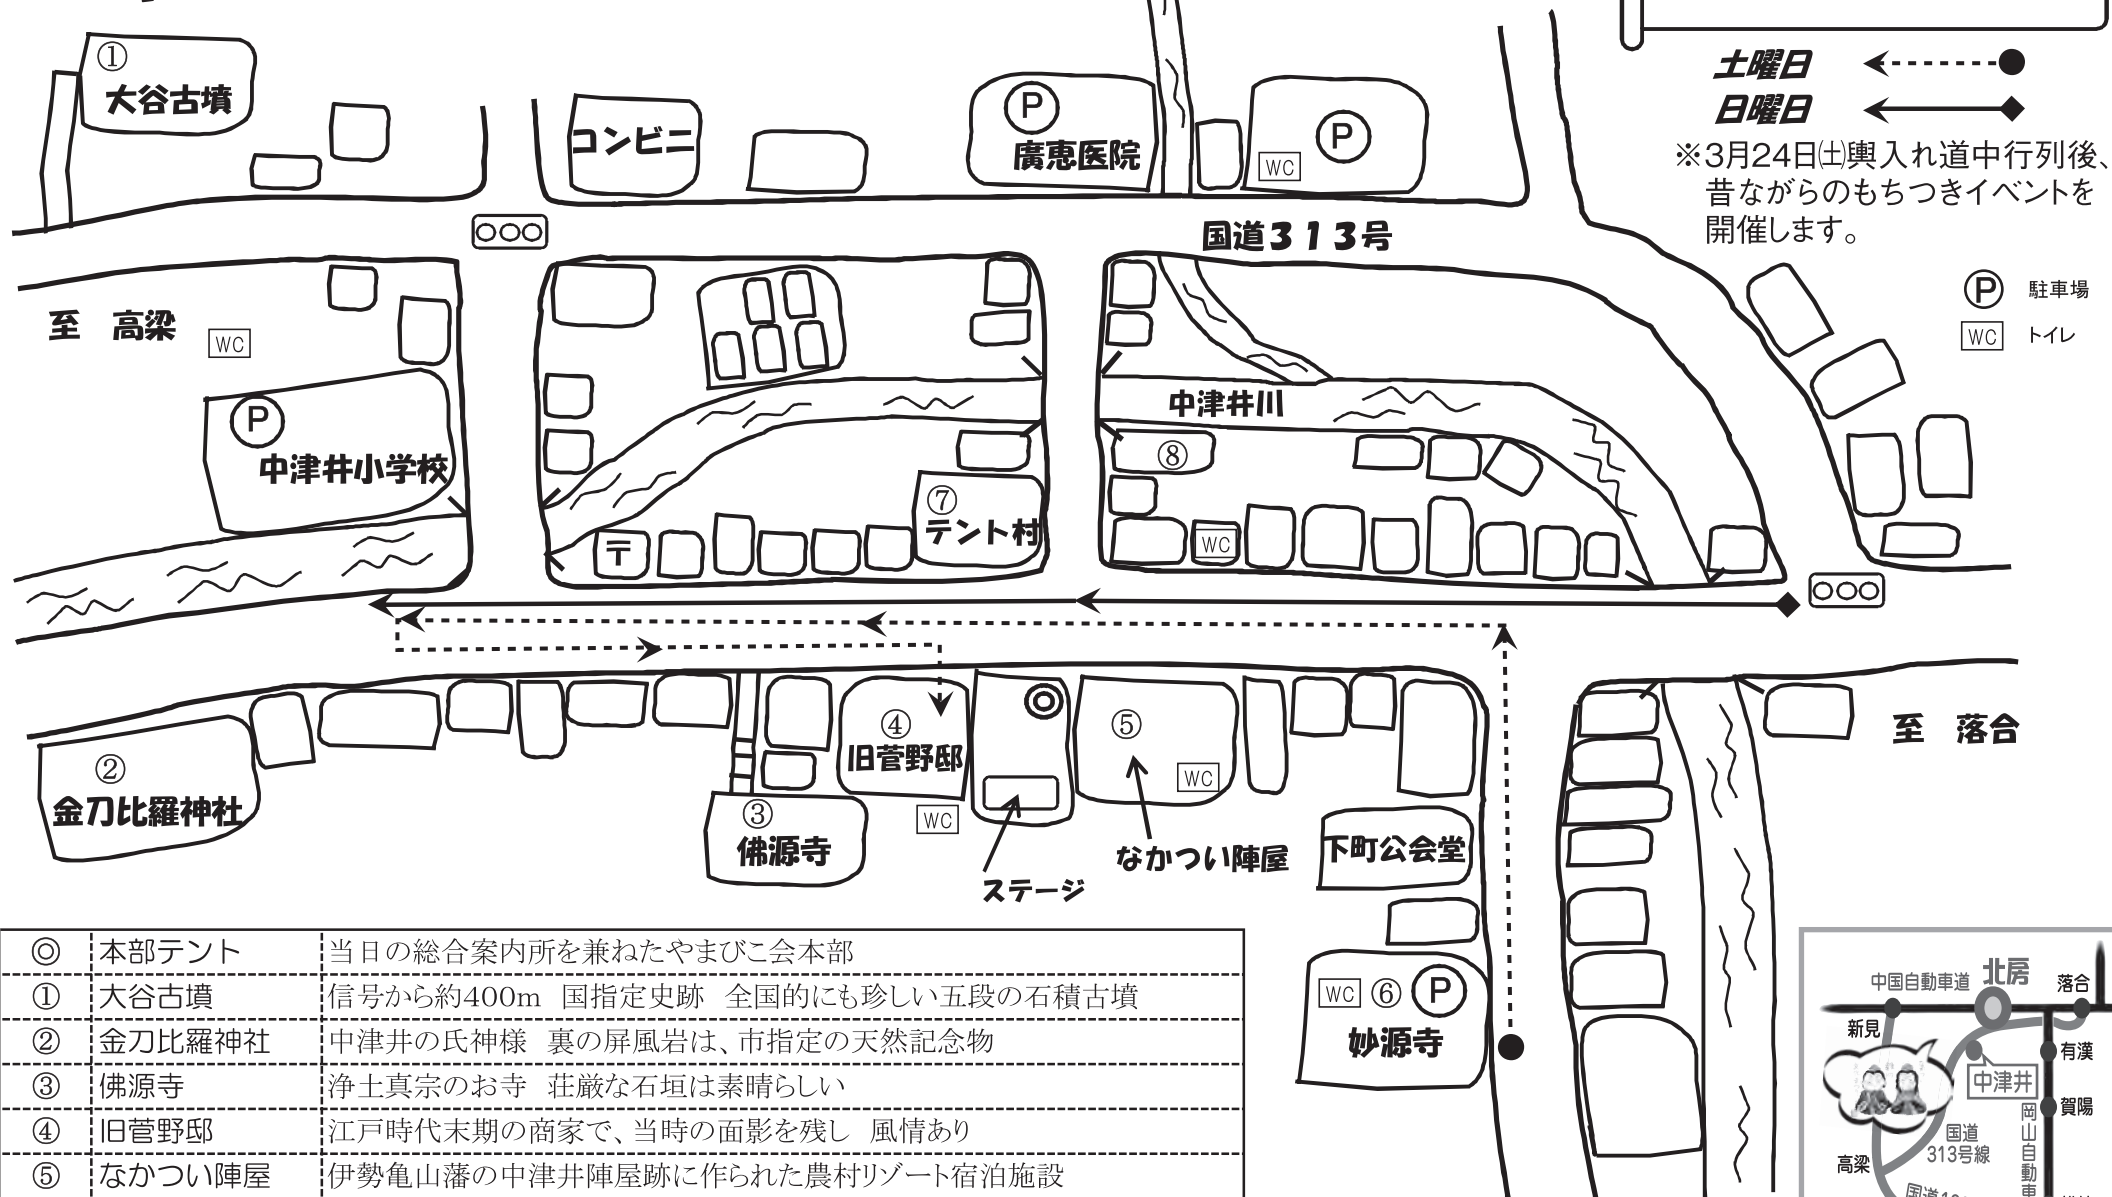 ①
大谷古墳
コンビニ
Ⓟ
廣恵医院
WC
Ⓟ
土曜日
日曜日
※3月24日㈯輿入れ道中行列後、
昔ながらのもちつきイベントを
開催します。
国道313号
Ⓟ 駐車場
WC トイレ
至 高梁
WC
Ⓟ
中津井小学校
中津井川
⑧
⑦
テント村
〒
WC
②
金刀比羅神社
③
佛源寺
④
旧菅野邸
WC
◎
ステージ
⑤
WC
なかつい陣屋
下町公会堂
至 落合
WC ⑥ Ⓟ
妙源寺
◎ 本部テント 当日の総合案内所を兼ねたやまびこ会本部
① 大谷古墳 信号から約400m 国指定史跡 全国的にも珍しい五段の石積古墳
② 金刀比羅神社 中津井の氏神様 裏の屏風岩は、市指定の天然記念物
③ 佛源寺 浄土真宗のお寺 荘厳な石垣は素晴らしい
④ 旧菅野邸 江戸時代末期の商家で、当時の面影を残し 風情あり
⑤ なかつい陣屋 伊勢亀山藩の中津井陣屋跡に作られた農村リゾート宿泊施設
中国自動車道
北房
落合
新見
有漢
中津井
賀陽
国道
313号線
岡山自動車
高梁